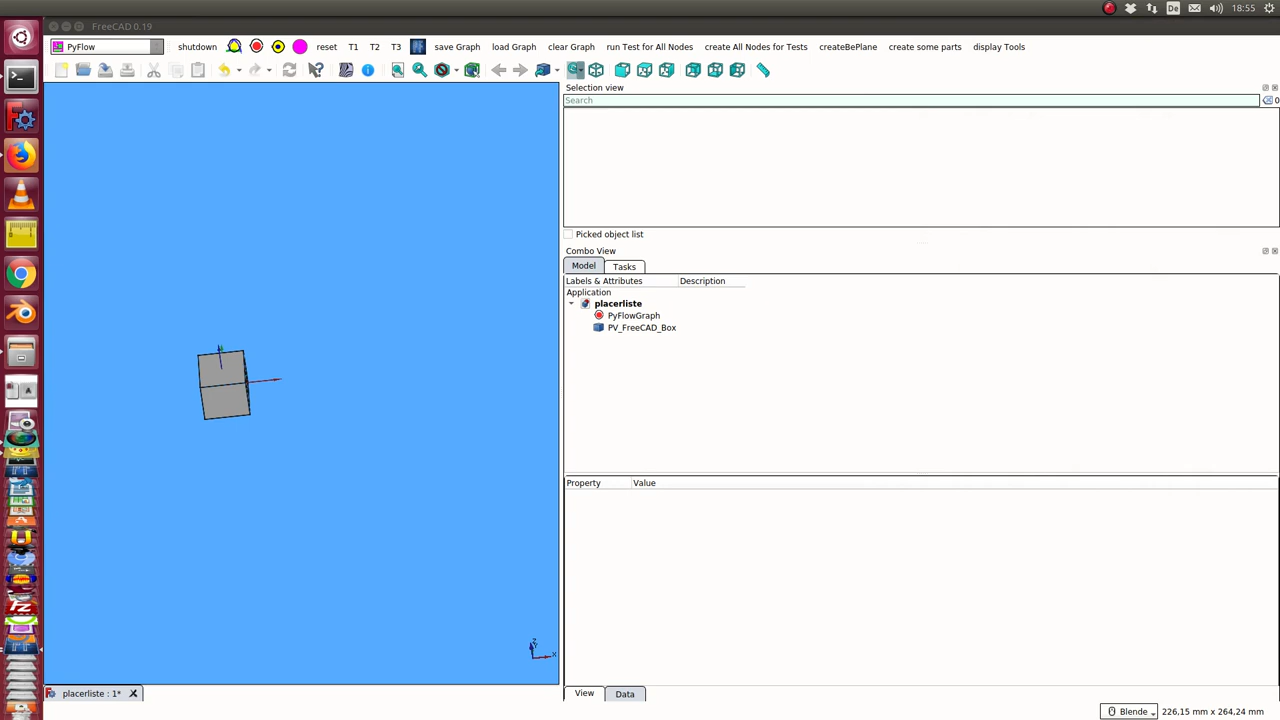 De 18:55
FreeCAD 0.19
PyFlow shutdown reset T1 T2 T3 save Graph load Graph clear Graph run Test for All Nodes create All Nodes for Tests createBePlane create some parts display Tools
Selection view
Search 0
Picked object list
Combo View
Model Tasks
Labels & Attributes Description
Application
placerliste
PyFlowGraph
PV_FreeCAD_Box
Property Value
x
placerliste : 1*
View Data
Blende 226,15 mm x 264,24 mm